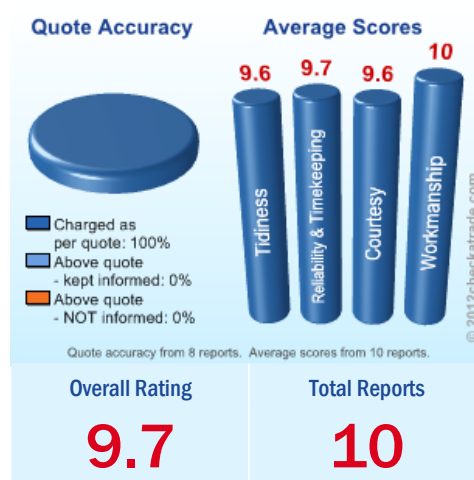 Quote Accuracy
Average Scores
9.6
9.7
9.6
10
Tidiness
Reliability & Timekeeping
Courtesy
Workmanship
Charged as
per quote: 100%
Above quote
- kept informed: 0%
Above quote
- NOT informed: 0%
© 2012checkatrade.com
Quote accuracy from 8 reports. Average scores from 10 reports.
Overall Rating
Total Reports
9.7
10